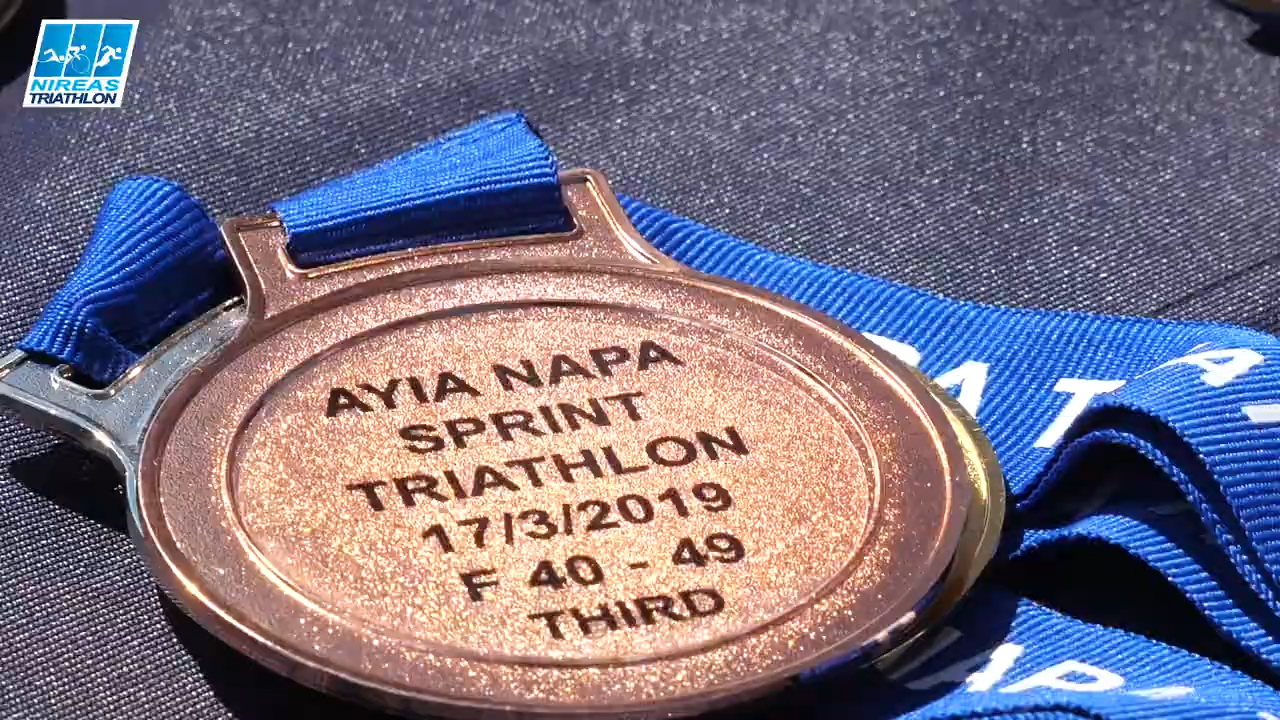 NIREAS
TRIATHLON
AYIA NAPA
SPRINT
TRIATHLON
17/3/2019
F 40 - 49
THIRD